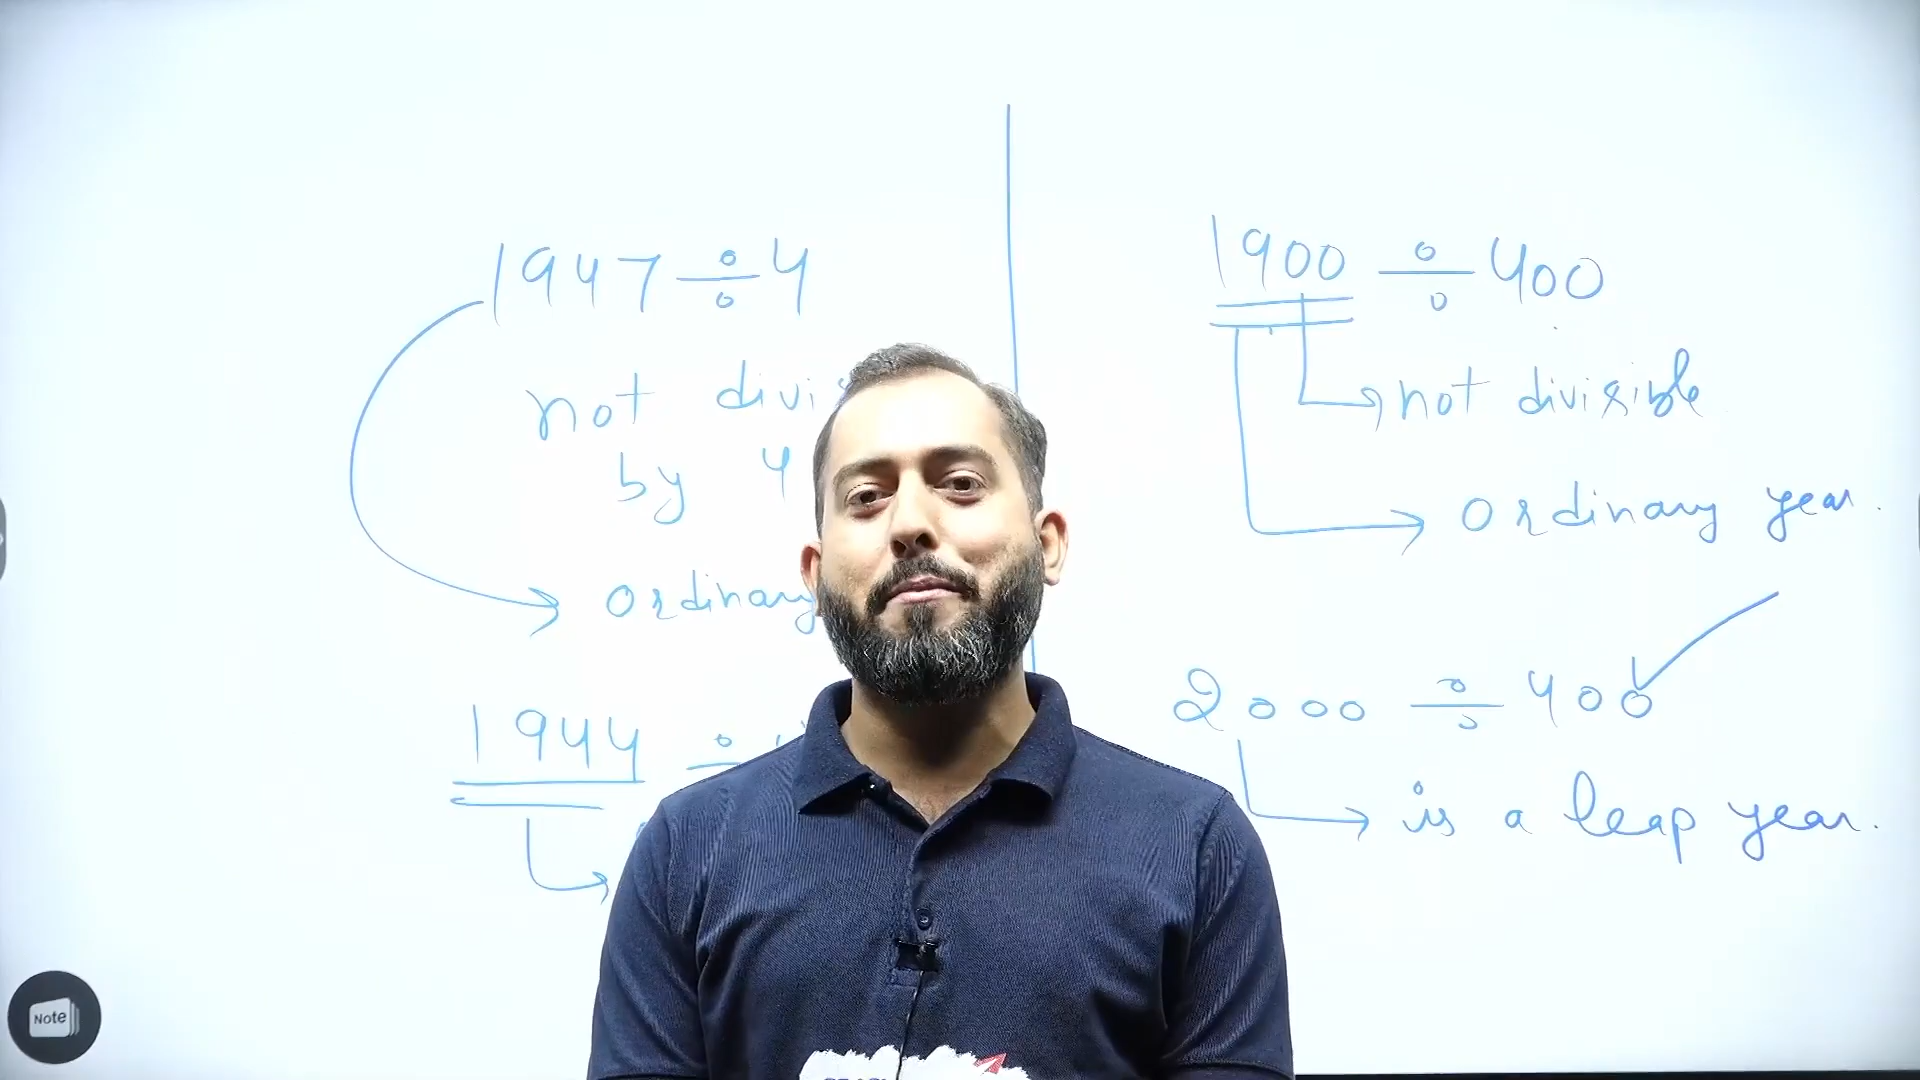 1947 ÷ 4
not divi
by 4
ordinary
1944 ÷
1900 ÷ 400
not divisible
ordinary year.
2000 ÷ 400
is a leap year.
Note